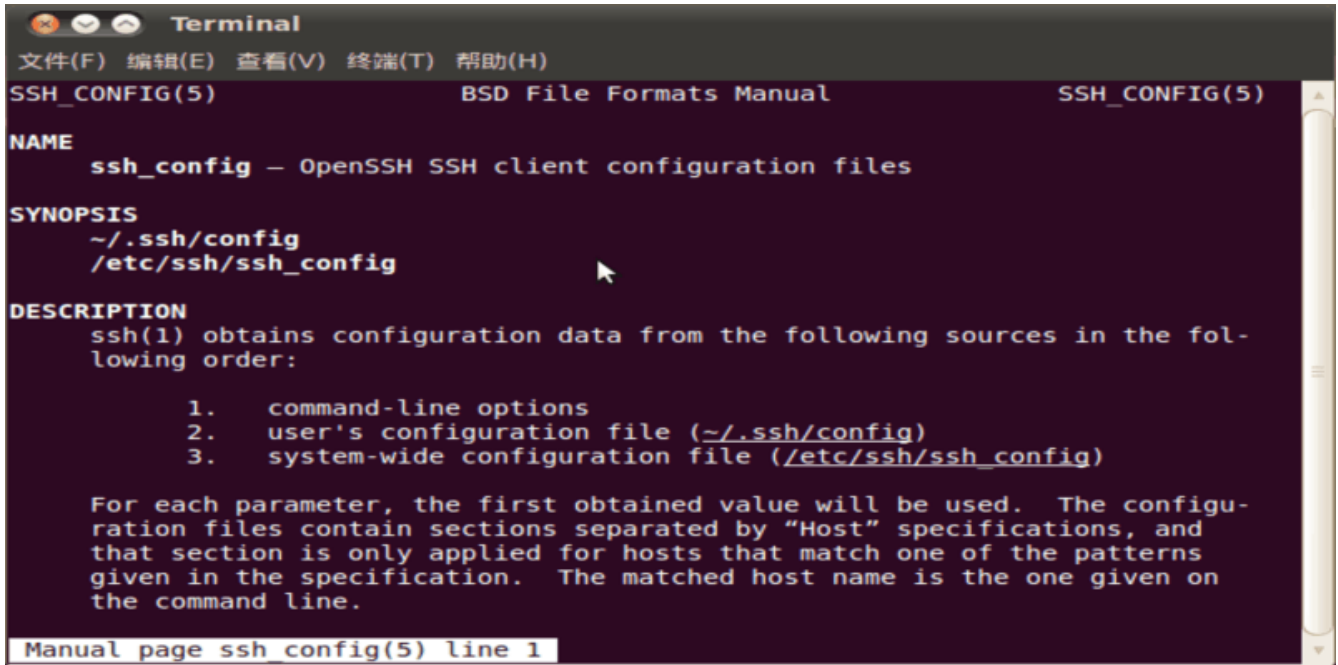 Terminal
文件(F) 编辑(E) 查看(V) 终端(T) 帮助(H)
SSH_CONFIG(5) BSD File Formats Manual SSH_CONFIG(5)
NAME
ssh_config — OpenSSH SSH client configuration files
SYNOPSIS
~/.ssh/config
/etc/ssh/ssh_config
DESCRIPTION
ssh(1) obtains configuration data from the following sources in the fol-
lowing order:
1. command-line options
2. user's configuration file (~/.ssh/config)
3. system-wide configuration file (/etc/ssh/ssh_config)
For each parameter, the first obtained value will be used. The configu-
ration files contain sections separated by “Host” specifications, and
that section is only applied for hosts that match one of the patterns
given in the specification. The matched host name is the one given on
the command line.
Manual page ssh_config(5) line 1